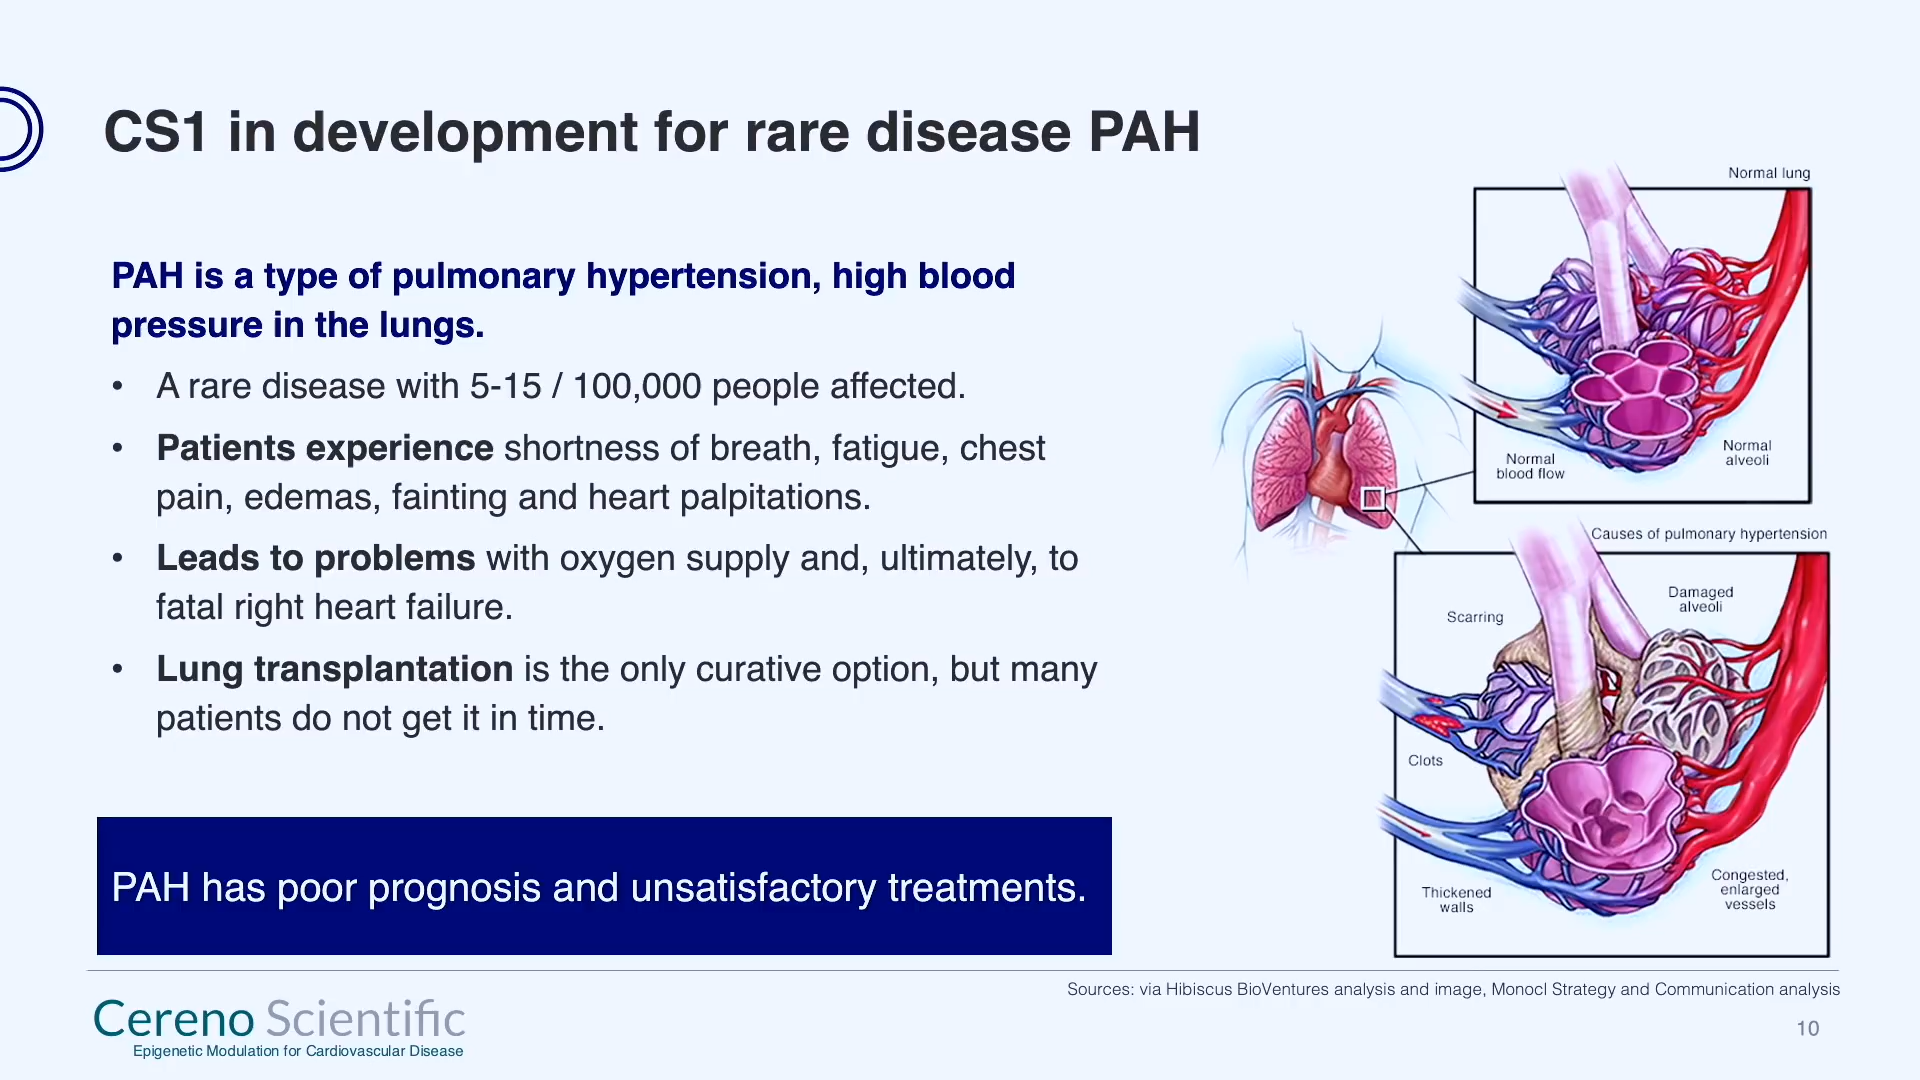 CS1 in development for rare disease PAH
PAH is a type of pulmonary hypertension, high blood
pressure in the lungs.
• A rare disease with 5-15 / 100,000 people affected.
• Patients experience shortness of breath, fatigue, chest
pain, edemas, fainting and heart palpitations.
• Leads to problems with oxygen supply and, ultimately, to
fatal right heart failure.
• Lung transplantation is the only curative option, but many
patients do not get it in time.
PAH has poor prognosis and unsatisfactory treatments.
Normal lung
Normal
blood flow
Normal
alveoli
Causes of pulmonary hypertension
Scarring
Damaged
alveoli
Clots
Thickened
walls
Congested,
enlarged
vessels
Sources: via Hibiscus BioVentures analysis and image, Monocl Strategy and Communication analysis
Cereno Scientific
Epigenetic Modulation for Cardiovascular Disease
10